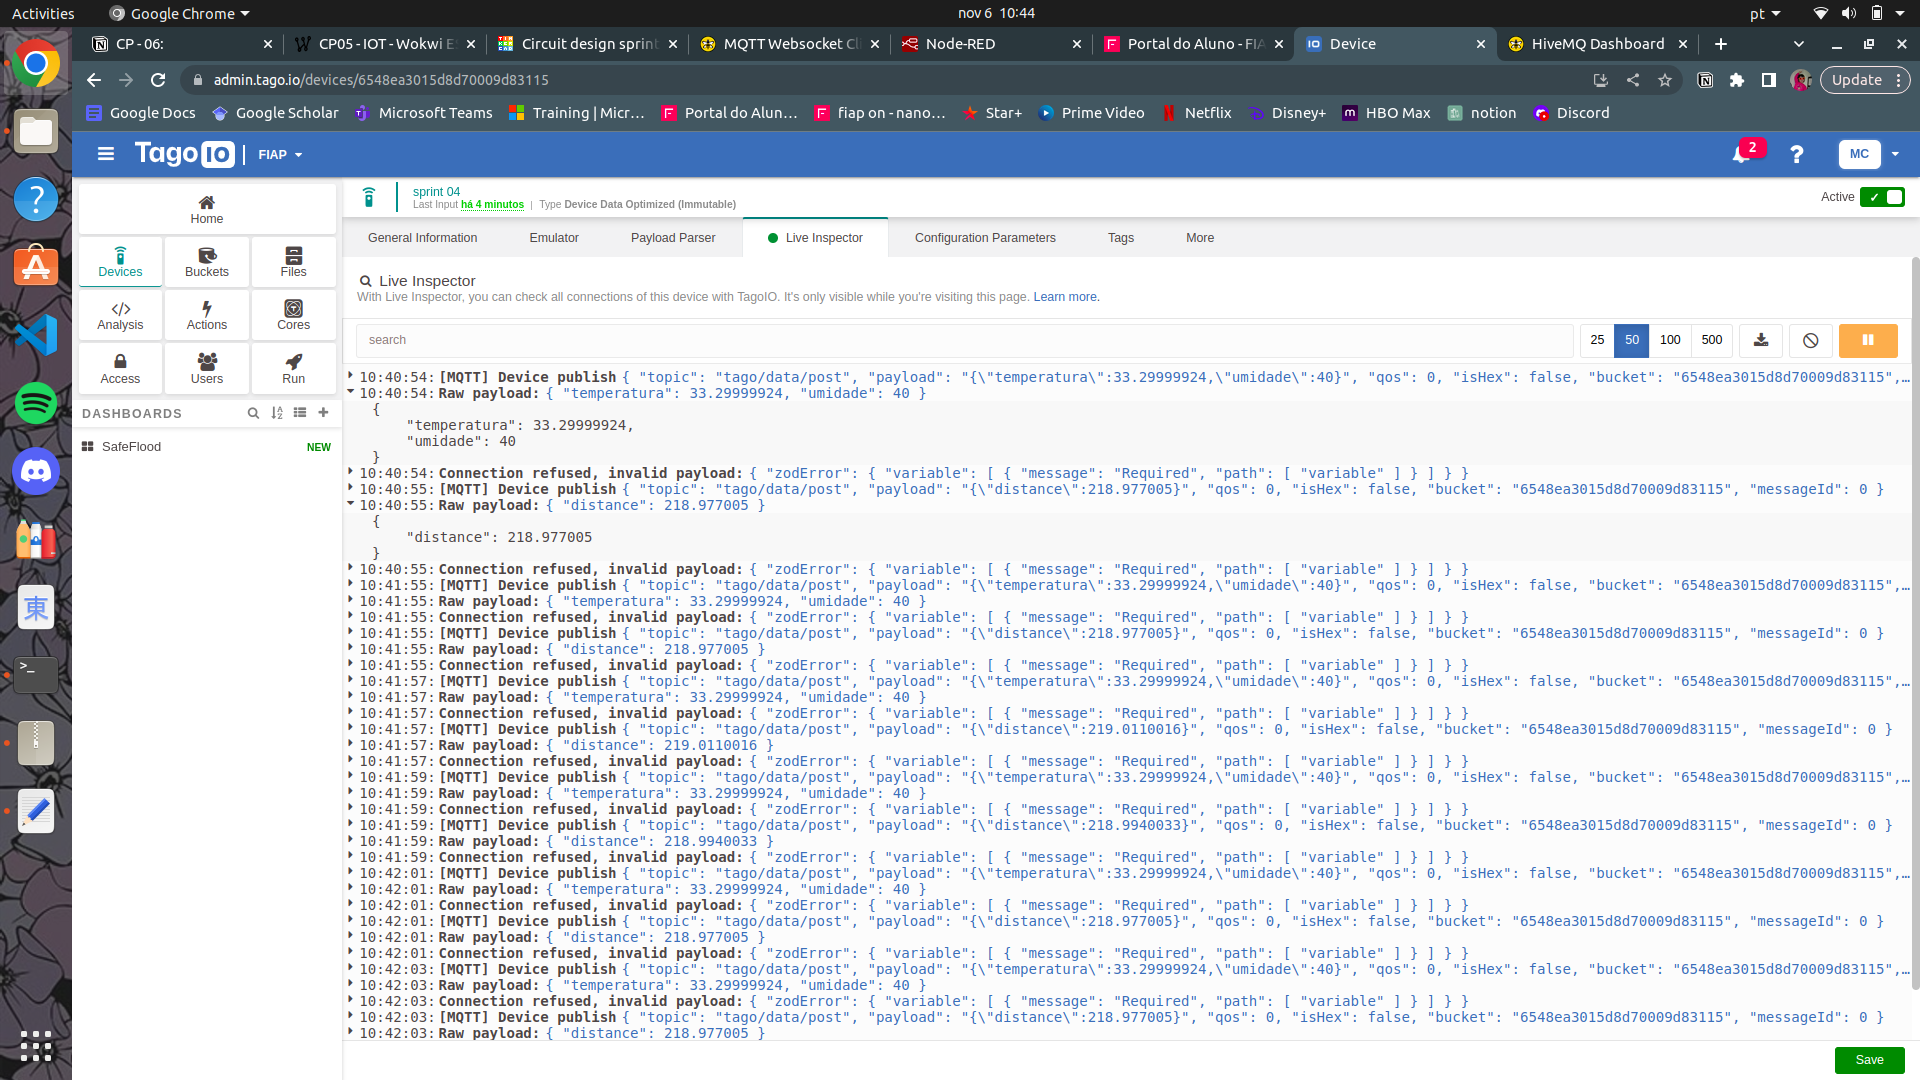 Activities
Google Chrome
nov 6 10:44
pt
CP - 06:
CP05 - IOT - Wokwi E
Circuit design sprint
MQTT Websocket Cl
Node-RED
Portal do Aluno - FIA
Device
HiveMQ Dashboard
admin.tago.io/devices/6548ea3015d8d70009d83115
Update
Google Docs
Google Scholar
Microsoft Teams
Training | Micr...
Portal do Alun...
fiap on - nano...
Star+
Prime Video
Netflix
Disney+
HBO Max
notion
Discord
Tago IO
FIAP
2
?
MC
Home
Devices
Buckets
Files
Analysis
Actions
Cores
Access
Users
Run
DASHBOARDS
SafeFlood
NEW
sprint 04
Last Input há 4 minutos | Type Device Data Optimized (Immutable)
Active
General Information
Emulator
Payload Parser
Live Inspector
Configuration Parameters
Tags
More
Live Inspector
With Live Inspector, you can check all connections of this device with TagoIO. It's only visible while you're visiting this page. Learn more.
search
25
50
100
500
10:40:54: [MQTT] Device publish { "topic": "tago/data/post", "payload": "{\"temperatura\":33.29999924,\"umidade\":40}", "qos": 0, "isHex": false, "bucket": "6548ea3015d8d70009d83115",...
10:40:54: Raw payload: { "temperatura": 33.29999924, "umidade": 40 }
{
"temperatura": 33.29999924,
"umidade": 40
}
10:40:54: Connection refused, invalid payload: { "zodError": { "variable": [ { "message": "Required", "path": [ "variable" ] } ] } }
10:40:55: [MQTT] Device publish { "topic": "tago/data/post", "payload": "{\"distance\":218.977005}", "qos": 0, "isHex": false, "bucket": "6548ea3015d8d70009d83115", "messageId": 0 }
10:40:55: Raw payload: { "distance": 218.977005 }
{
"distance": 218.977005
}
10:40:55: Connection refused, invalid payload: { "zodError": { "variable": [ { "message": "Required", "path": [ "variable" ] } ] } }
10:41:55: [MQTT] Device publish { "topic": "tago/data/post", "payload": "{\"temperatura\":33.29999924,\"umidade\":40}", "qos": 0, "isHex": false, "bucket": "6548ea3015d8d70009d83115",...
10:41:55: Raw payload: { "temperatura": 33.29999924, "umidade": 40 }
10:41:55: Connection refused, invalid payload: { "zodError": { "variable": [ { "message": "Required", "path": [ "variable" ] } ] } }
10:41:55: [MQTT] Device publish { "topic": "tago/data/post", "payload": "{\"distance\":218.977005}", "qos": 0, "isHex": false, "bucket": "6548ea3015d8d70009d83115", "messageId": 0 }
10:41:55: Raw payload: { "distance": 218.977005 }
10:41:55: Connection refused, invalid payload: { "zodError": { "variable": [ { "message": "Required", "path": [ "variable" ] } ] } }
10:41:57: [MQTT] Device publish { "topic": "tago/data/post", "payload": "{\"temperatura\":33.29999924,\"umidade\":40}", "qos": 0, "isHex": false, "bucket": "6548ea3015d8d70009d83115",...
10:41:57: Raw payload: { "temperatura": 33.29999924, "umidade": 40 }
10:41:57: Connection refused, invalid payload: { "zodError": { "variable": [ { "message": "Required", "path": [ "variable" ] } ] } }
10:41:57: [MQTT] Device publish { "topic": "tago/data/post", "payload": "{\"distance\":219.0110016}", "qos": 0, "isHex": false, "bucket": "6548ea3015d8d70009d83115", "messageId": 0 }
10:41:57: Raw payload: { "distance": 219.0110016 }
10:41:57: Connection refused, invalid payload: { "zodError": { "variable": [ { "message": "Required", "path": [ "variable" ] } ] } }
10:41:59: [MQTT] Device publish { "topic": "tago/data/post", "payload": "{\"temperatura\":33.29999924,\"umidade\":40}", "qos": 0, "isHex": false, "bucket": "6548ea3015d8d70009d83115",...
10:41:59: Raw payload: { "temperatura": 33.29999924, "umidade": 40 }
10:41:59: Connection refused, invalid payload: { "zodError": { "variable": [ { "message": "Required", "path": [ "variable" ] } ] } }
10:41:59: [MQTT] Device publish { "topic": "tago/data/post", "payload": "{\"distance\":218.9940033}", "qos": 0, "isHex": false, "bucket": "6548ea3015d8d70009d83115", "messageId": 0 }
10:41:59: Raw payload: { "distance": 218.9940033 }
10:41:59: Connection refused, invalid payload: { "zodError": { "variable": [ { "message": "Required", "path": [ "variable" ] } ] } }
10:42:01: [MQTT] Device publish { "topic": "tago/data/post", "payload": "{\"temperatura\":33.29999924,\"umidade\":40}", "qos": 0, "isHex": false, "bucket": "6548ea3015d8d70009d83115",...
10:42:01: Raw payload: { "temperatura": 33.29999924, "umidade": 40 }
10:42:01: Connection refused, invalid payload: { "zodError": { "variable": [ { "message": "Required", "path": [ "variable" ] } ] } }
10:42:01: [MQTT] Device publish { "topic": "tago/data/post", "payload": "{\"distance\":218.977005}", "qos": 0, "isHex": false, "bucket": "6548ea3015d8d70009d83115", "messageId": 0 }
10:42:01: Raw payload: { "distance": 218.977005 }
10:42:01: Connection refused, invalid payload: { "zodError": { "variable": [ { "message": "Required", "path": [ "variable" ] } ] } }
10:42:03: [MQTT] Device publish { "topic": "tago/data/post", "payload": "{\"temperatura\":33.29999924,\"umidade\":40}", "qos": 0, "isHex": false, "bucket": "6548ea3015d8d70009d83115",...
10:42:03: Raw payload: { "temperatura": 33.29999924, "umidade": 40 }
10:42:03: Connection refused, invalid payload: { "zodError": { "variable": [ { "message": "Required", "path": [ "variable" ] } ] } }
10:42:03: [MQTT] Device publish { "topic": "tago/data/post", "payload": "{\"distance\":218.977005}", "qos": 0, "isHex": false, "bucket": "6548ea3015d8d70009d83115", "messageId": 0 }
10:42:03: Raw payload: { "distance": 218.977005 }
Save
東